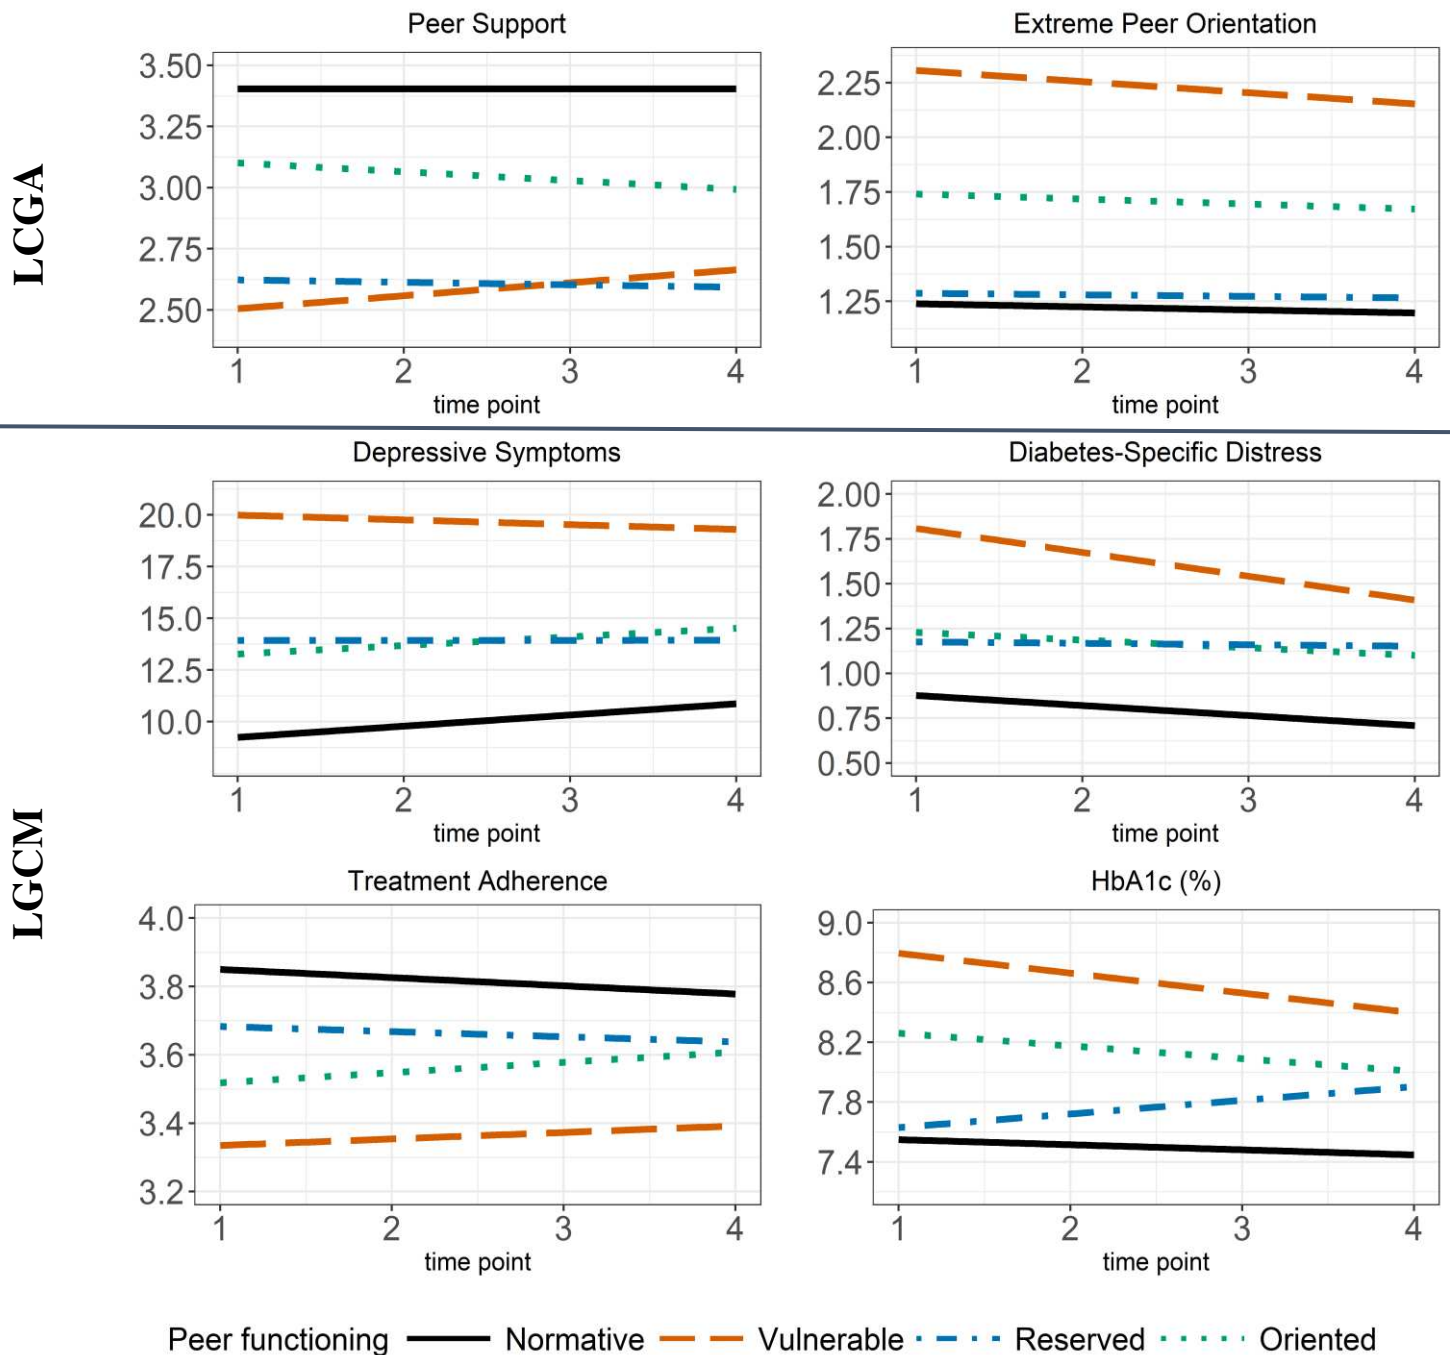 Peer Support
Extreme Peer Orientation
LCGA
3.50
3.25
3.00
2.75
2.50
1 2 3 4
time point
2.25
2.00
1.75
1.50
1.25
1 2 3 4
time point
LGCM
Depressive Symptoms
Diabetes-Specific Distress
20.0
17.5
15.0
12.5
10.0
1 2 3 4
time point
2.00
1.75
1.50
1.25
1.00
0.75
0.50
1 2 3 4
time point
Treatment Adherence
HbA1c (%)
4.0
3.8
3.6
3.4
3.2
1 2 3 4
time point
9.0
8.6
8.2
7.8
7.4
1 2 3 4
time point
Peer functioning Normative Vulnerable Reserved Oriented